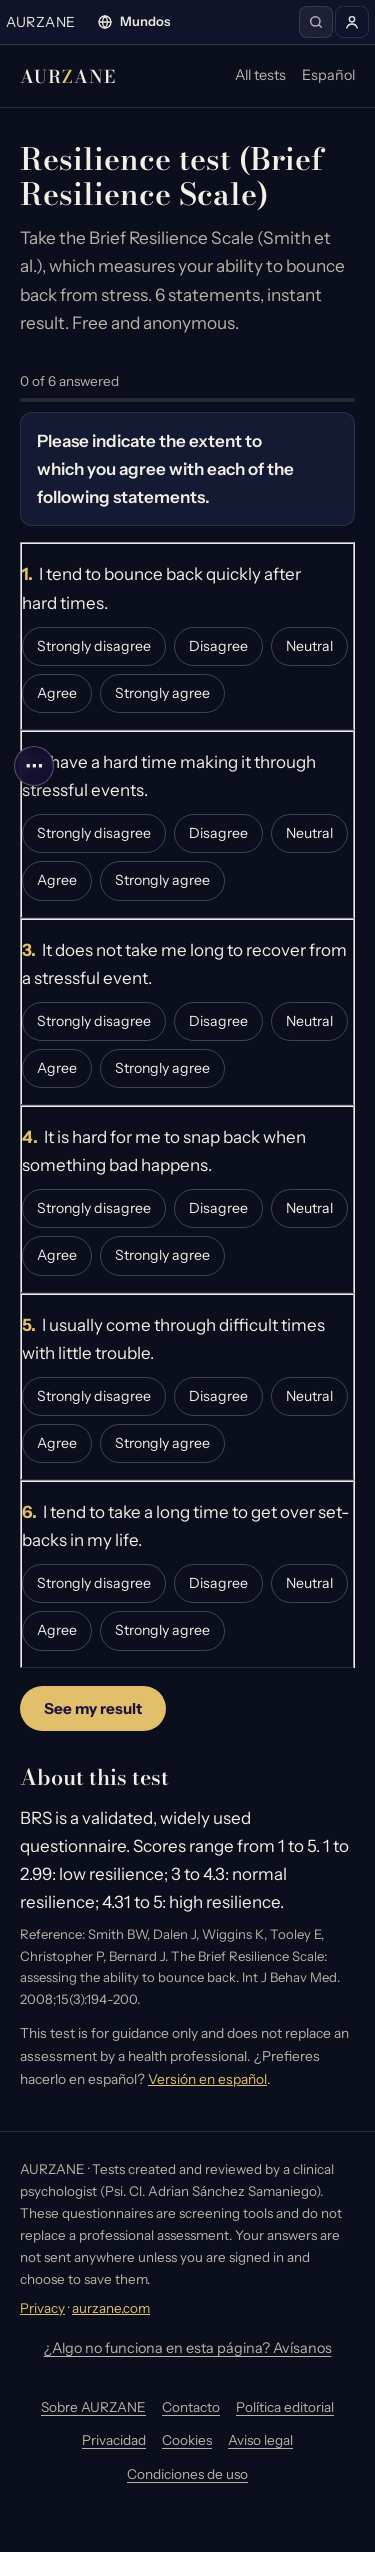 AURZANE Mundos
AURZANE All tests Español
Resilience test (Brief
Resilience Scale)
Take the Brief Resilience Scale (Smith et
al.), which measures your ability to bounce
back from stress. 6 statements, instant
result. Free and anonymous.
0 of 6 answered
Please indicate the extent to
which you agree with each of the
following statements.
1. I tend to bounce back quickly after
hard times.
Strongly disagree Disagree Neutral
Agree Strongly agree
have a hard time making it through
stressful events.
Strongly disagree Disagree Neutral
Agree Strongly agree
3. It does not take me long to recover from
a stressful event.
Strongly disagree Disagree Neutral
Agree Strongly agree
4. It is hard for me to snap back when
something bad happens.
Strongly disagree Disagree Neutral
Agree Strongly agree
5. I usually come through difficult times
with little trouble.
Strongly disagree Disagree Neutral
Agree Strongly agree
6. I tend to take a long time to get over set-
backs in my life.
Strongly disagree Disagree Neutral
Agree Strongly agree
See my result
About this test
BRS is a validated, widely used
questionnaire. Scores range from 1 to 5. 1 to
2.99: low resilience; 3 to 4.3: normal
resilience; 4.31 to 5: high resilience.
Reference: Smith BW, Dalen J, Wiggins K, Tooley E,
Christopher P, Bernard J. The Brief Resilience Scale:
assessing the ability to bounce back. Int J Behav Med.
2008;15(3):194-200.
This test is for guidance only and does not replace an
assessment by a health professional. ¿Prefieres
hacerlo en español? Versión en español.
AURZANE · Tests created and reviewed by a clinical
psychologist (Psi. Cl. Adrian Sánchez Samaniego).
These questionnaires are screening tools and do not
replace a professional assessment. Your answers are
not sent anywhere unless you are signed in and
choose to save them.
Privacy · aurzane.com
¿Algo no funciona en esta página? Avísanos
Sobre AURZANE Contacto Política editorial
Privacidad Cookies Aviso legal
Condiciones de uso